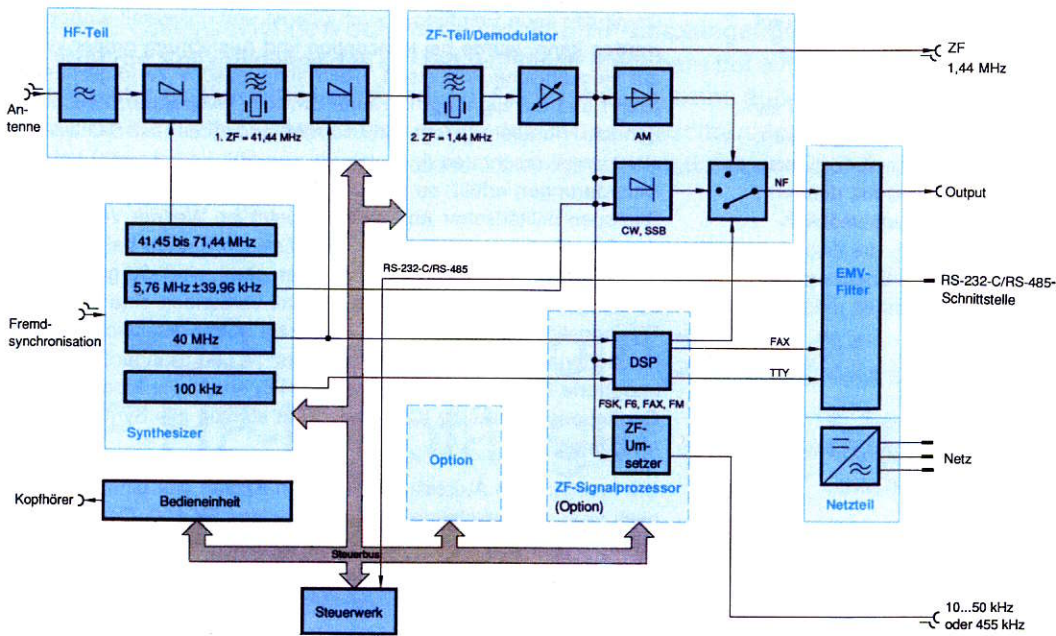 HF-Teil
ZF-Teil/Demodulator
ZF
1,44 MHz
An-
tenne
1. ZF = 41,44 MHz
2. ZF = 1,44 MHz
AM
NF
Output
CW, SSB
41,45 bis 71,44 MHz
5,76 MHz ± 39,96 kHz
40 MHz
100 kHz
Synthesizer
Fremd-
synchronisation
RS-232-C/RS-485
EMV-
Filter
RS-232-C/RS-485-
Schnittstelle
DSP
FAX
TTY
FSK, F6, FAX, FM
ZF-
Um-
setzer
ZF-Signalprozessor
(Option)
Option
Netz
Netzteil
Kopfhörer
Bedieneinheit
Steuerbus
Steuerwerk
10...50 kHz
oder 455 kHz